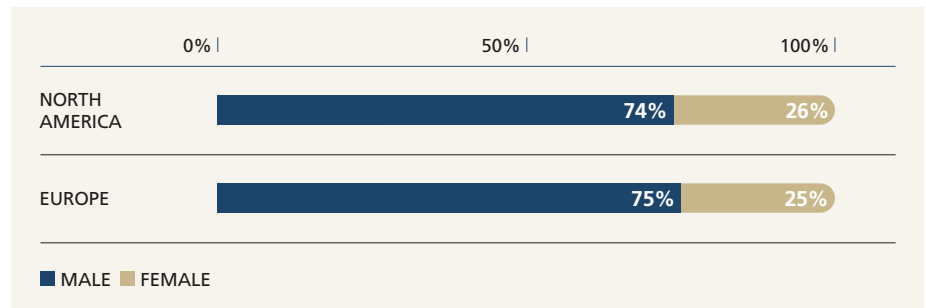 0% 50% 100%
NORTH
AMERICA
74% 26%
EUROPE 75% 25%
MALE FEMALE